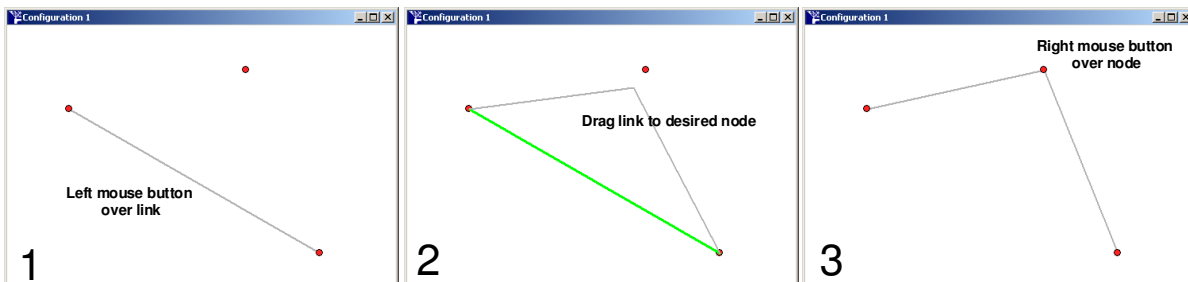 Configuration 1
Left mouse button
over link
1
Configuration 1
Drag link to desired node
2
Configuration 1
Right mouse button
over node
3